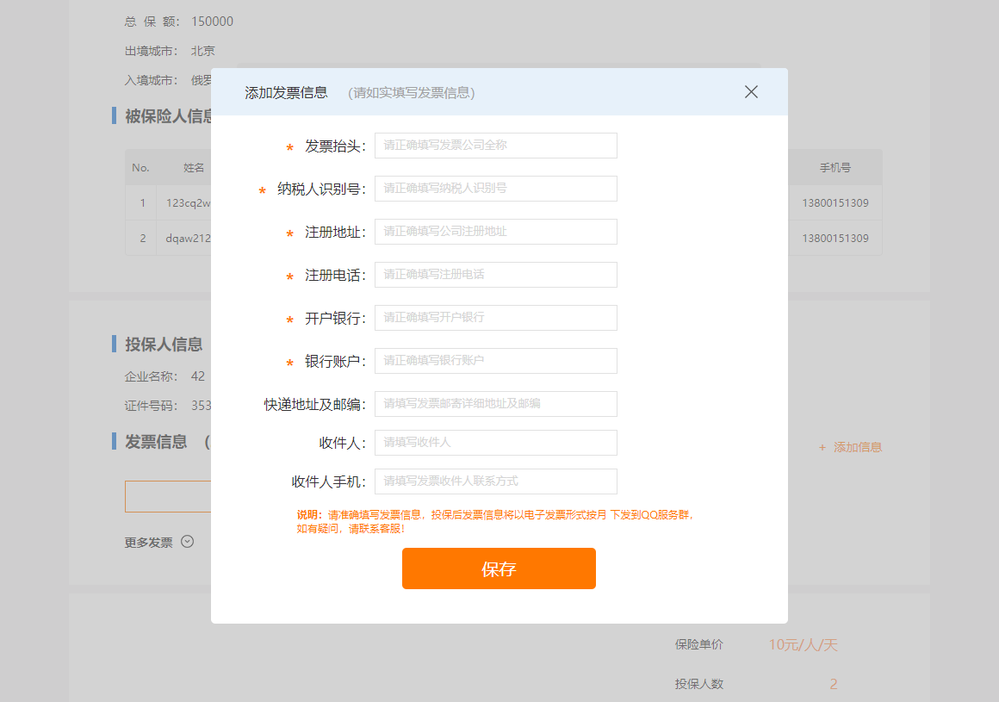 总 保 额: 150000
出境城市: 北京
入境城市: 俄罗
添加发票信息 (请如实填写发票信息)
被保险人信息
* 发票抬头: 请正确填写发票公司全称
No. 姓名 手机号
* 纳税人识别号: 请正确填写纳税人识别号
1 123cq2w 13800151309
* 注册地址: 请正确填写公司注册地址
2 dqaw212 13800151309
* 注册电话: 请正确填写注册电话
* 开户银行: 请正确填写开户银行
投保人信息
* 银行账户: 请正确填写银行账户
企业名称: 42
快递地址及邮编: 请填写发票邮寄详细地址及邮编
证件号码: 353
发票信息 (
收件人: 请填写收件人
+ 添加信息
收件人手机: 请填写发票收件人联系方式
说明: 请准确填写发票信息，投保后发票信息将以电子发票形式按月 下发到QQ服务群，
如有疑问，请联系客服!
更多发票
保存
保险单价 10元/人/天
投保人数 2